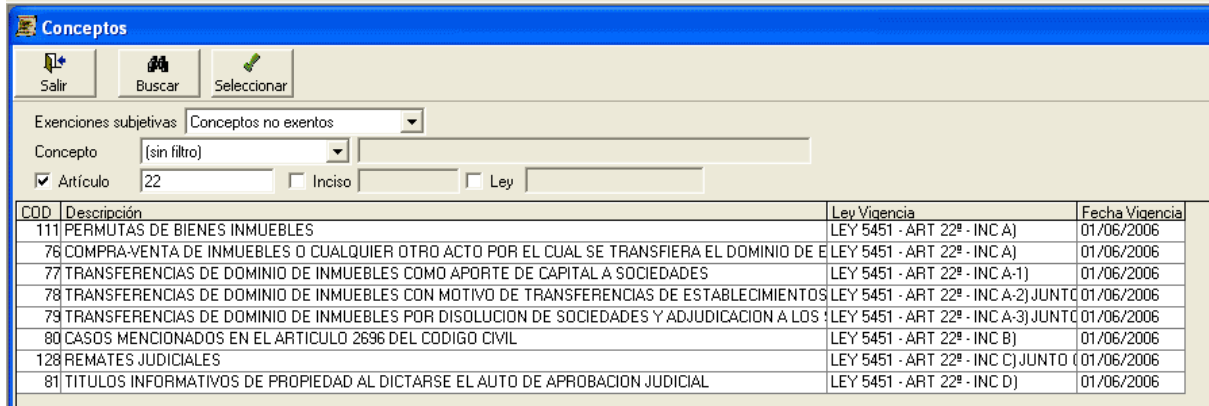 Conceptos
Salir Buscar Seleccionar
Exenciones subjetivas Conceptos no exentos
Concepto (sin filtro)
Artículo 22 Inciso Ley
COD Descripción Ley Vigencia Fecha Vigencia
111 PERMUTAS DE BIENES INMUEBLES LEY 5451 - ART 22º - INC A) 01/06/2006
76 COMPRA-VENTA DE INMUEBLES O CUALQUIER OTRO ACTO POR EL CUAL SE TRANSFIERA EL DOMINIO DE E LEY 5451 - ART 22º - INC A) 01/06/2006
77 TRANSFERENCIAS DE DOMINIO DE INMUEBLES COMO APORTE DE CAPITAL A SOCIEDADES LEY 5451 - ART 22º - INC A-1) 01/06/2006
78 TRANSFERENCIAS DE DOMINIO DE INMUEBLES CON MOTIVO DE TRANSFERENCIAS DE ESTABLECIMIENTOS LEY 5451 - ART 22º - INC A-2) JUNTO 01/06/2006
79 TRANSFERENCIAS DE DOMINIO DE INMUEBLES POR DISOLUCION DE SOCIEDADES Y ADJUDICACION A LOS LEY 5451 - ART 22º - INC A-3) JUNTO 01/06/2006
80 CASOS MENCIONADOS EN EL ARTICULO 2696 DEL CODIGO CIVIL LEY 5451 - ART 22º - INC B) 01/06/2006
128 REMATES JUDICIALES LEY 5451 - ART 22º - INC C) JUNTO 01/06/2006
81 TITULOS INFORMATIVOS DE PROPIEDAD AL DICTARSE EL AUTO DE APROBACION JUDICIAL LEY 5451 - ART 22º - INC D) 01/06/2006